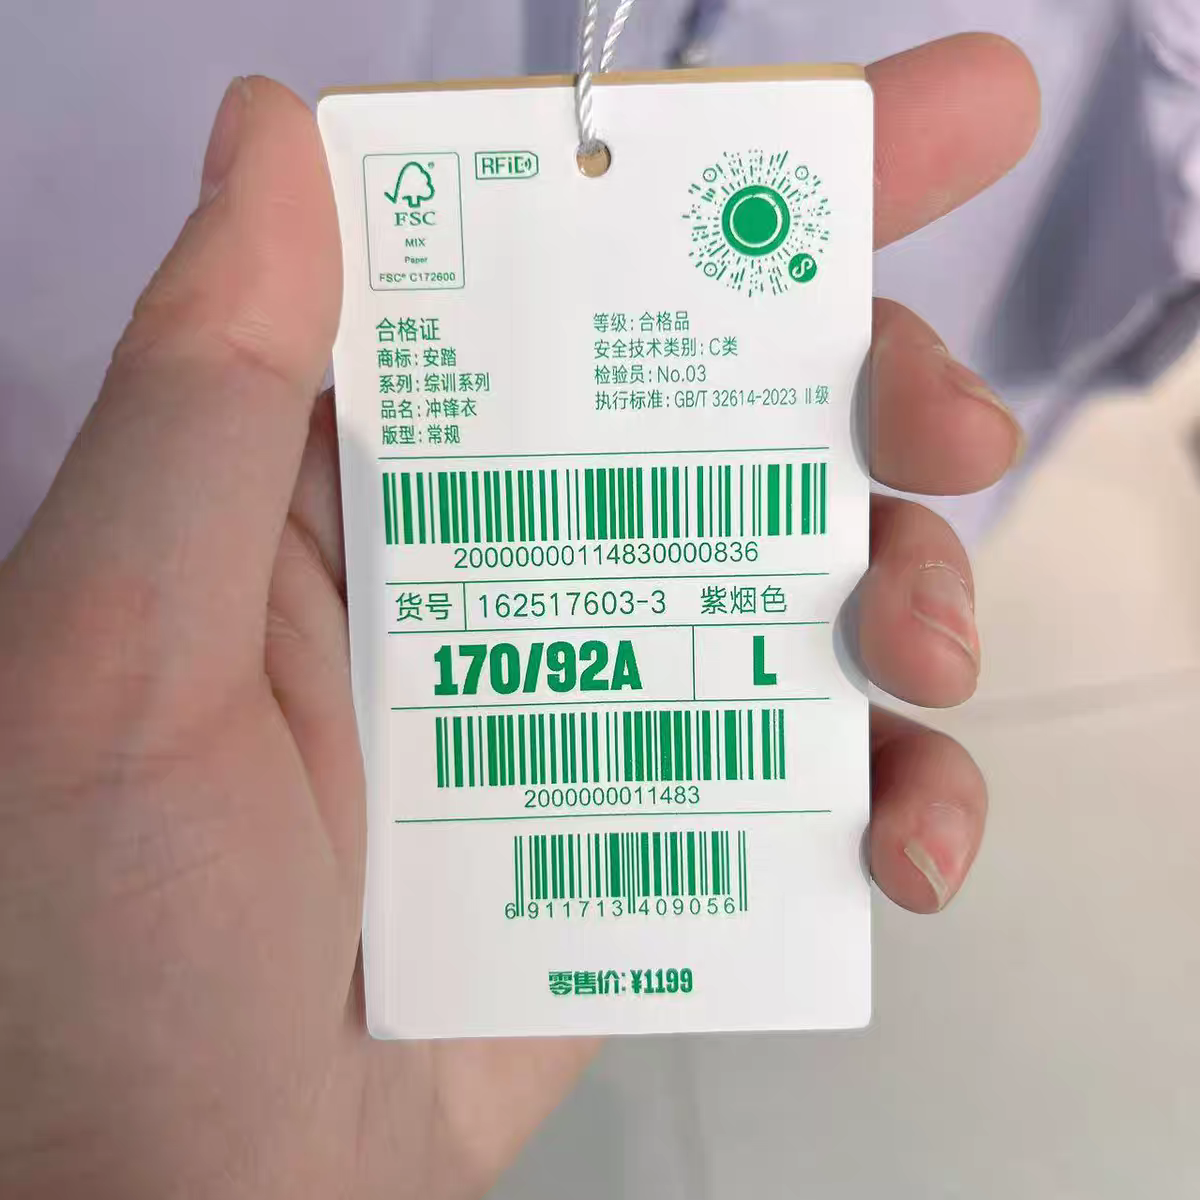 RFiD
FSC
MIX
Paper
FSC® C172600
合格证
商标：安踏
系列：综训系列
品名：冲锋衣
版型：常规
等级：合格品
安全技术类别：C类
检验员：No.03
执行标准：GB/T 32614-2023 Ⅱ级
20000000114830000836
货号 162517603-3 紫烟色
170/92A L
2000000011483
6911713409056
零售价：¥1199